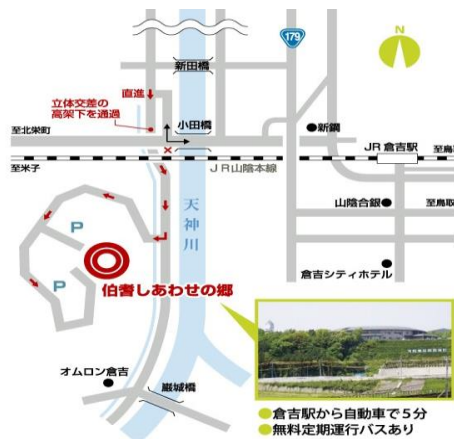 179
N
新田橋
直進
立体交差の
高架下を通過
小田橋
至北栄町
新鋼
JR 倉吉駅
至鳥
至米子
JR山陰本線
山陰合銀
至鳥取
天神川
P
P
倉吉シティホテル
伯耆しあわせの郷
オムロン倉吉
巌城橋
倉吉駅から自動車で5分
無料定期運行バスあり